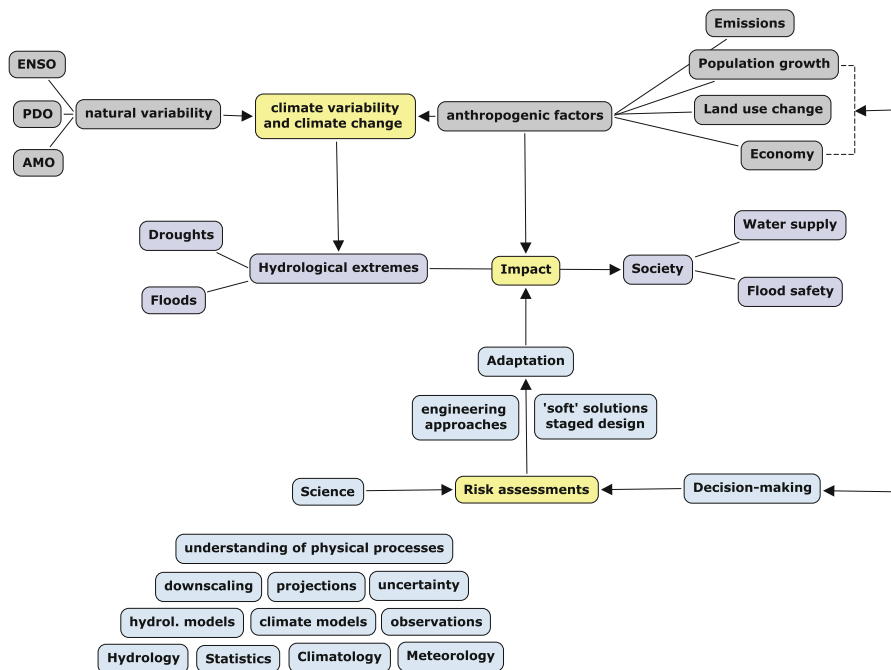 Emissions
ENSO
Population growth
climate variability
and climate change
PDO
natural variability
anthropogenic factors
Land use change
AMO
Economy
Droughts
Water supply
Hydrological extremes
Impact
Society
Floods
Flood safety
Adaptation
engineering
approaches
'soft' solutions
staged design
Science
Risk assessments
Decision-making
understanding of physical processes
downscaling
projections
uncertainty
hydrol. models
climate models
observations
Hydrology
Statistics
Climatology
Meteorology